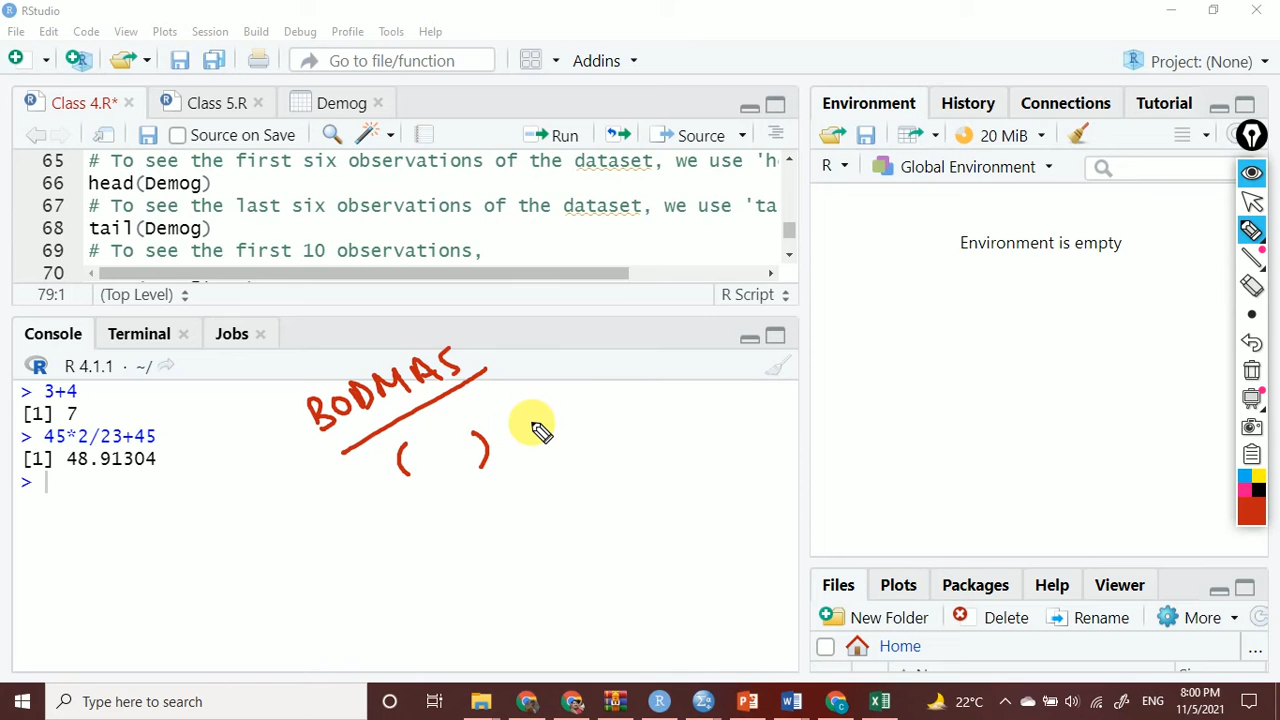 RStudio
File Edit Code View Plots Session Build Debug Profile Tools Help
Go to file/function Addins Project: (None)
Class 4.R* Class 5.R Demog
Source on Save Run Source
65 # To see the first six observations of the dataset, we use 'h
66 head(Demog)
67 # To see the last six observations of the dataset, we use 'ta
68 tail(Demog)
69 # To see the first 10 observations,
70
79:1 (Top Level) R Script
Console Terminal Jobs
R 4.1.1 · ~/
> 3+4
[1] 7
> 45*2/23+45
[1] 48.91304
>
BODMAS
( )
Environment History Connections Tutorial
20 MiB
R Global Environment
Environment is empty
Files Plots Packages Help Viewer
New Folder Delete Rename More
Home
...
Type here to search
22°C ENG 8:00 PM
11/5/2021